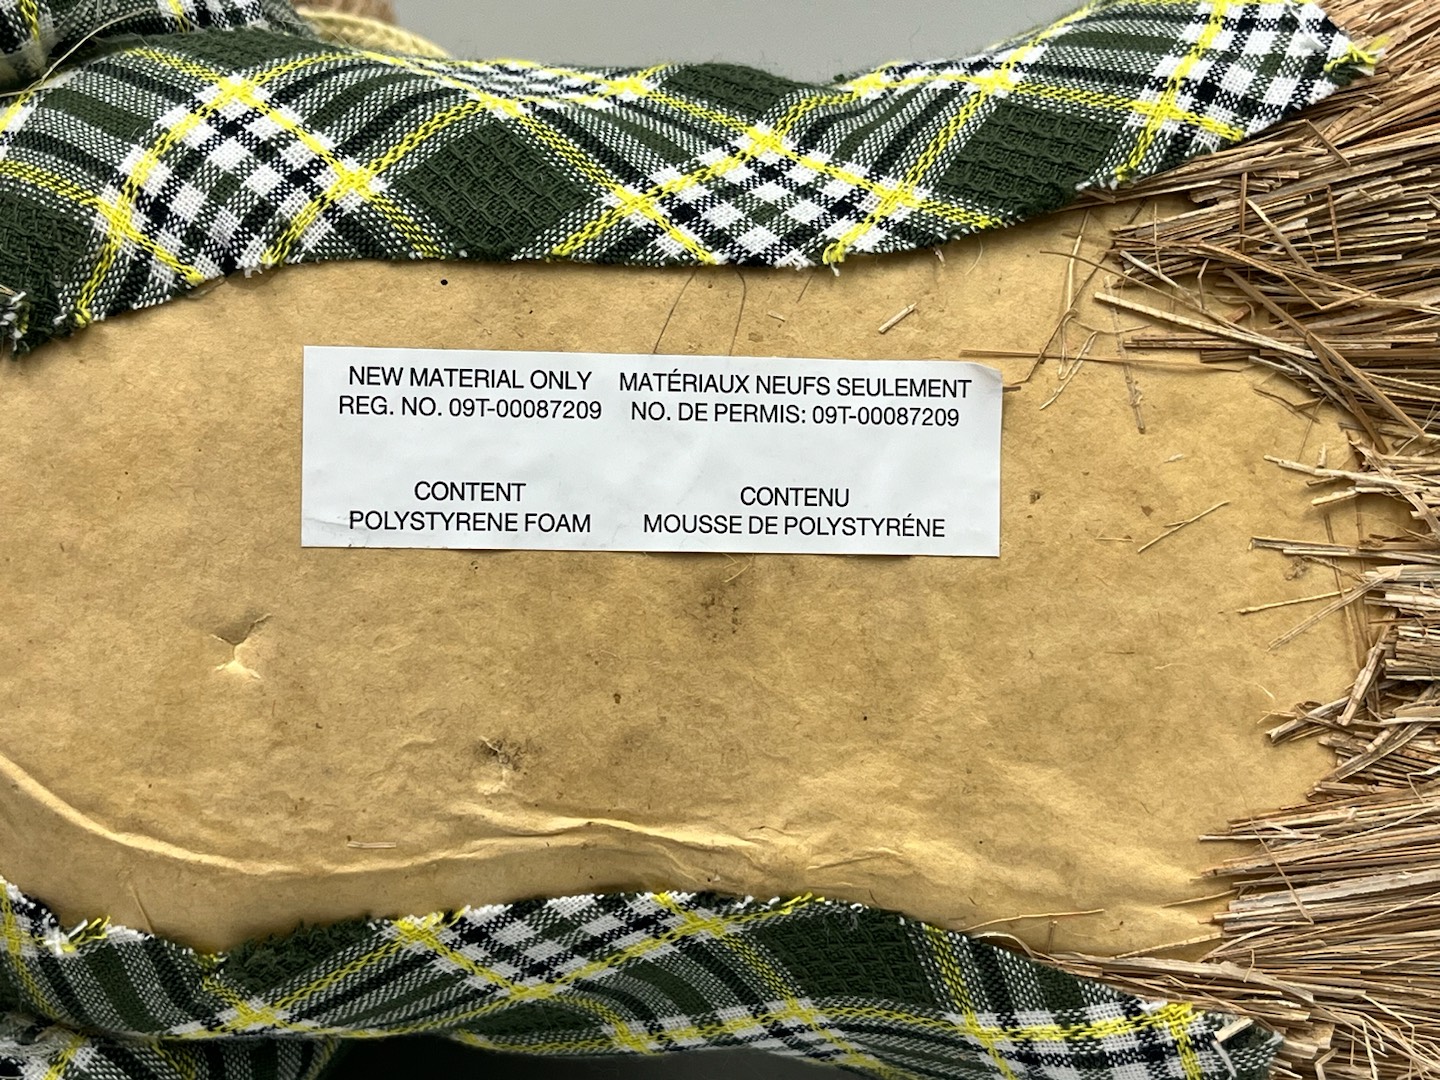 NEW MATERIAL ONLY
REG. NO. 09T-00087209
CONTENT
POLYSTYRENE FOAM
MATÉRIAUX NEUFS SEULEMENT
NO. DE PERMIS: 09T-00087209
CONTENU
MOUSSE DE POLYSTYRÉNE